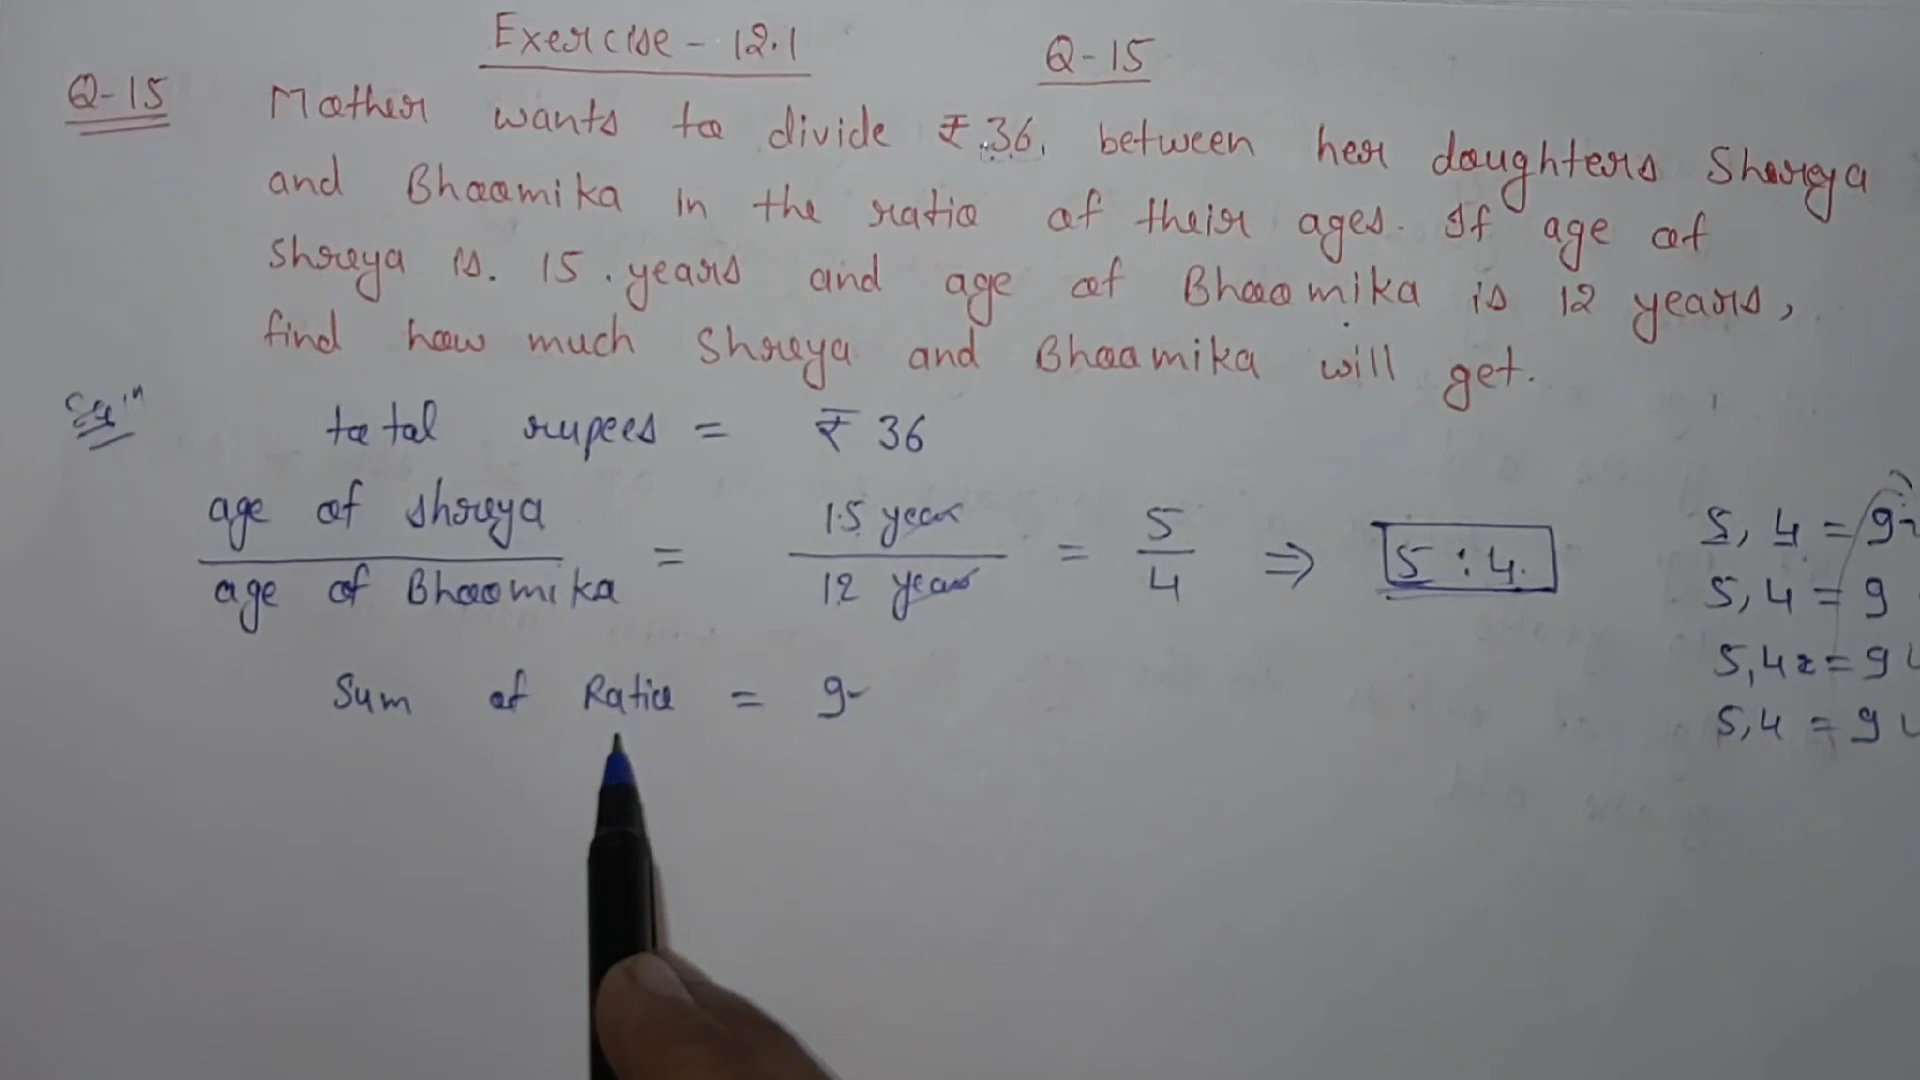 Exercise - 12.1
Q-15
Q-15 Mother wants to divide ₹ 36, between her daughters Shreya
and Bhoomika in the ratio of their ages. If age of
Shreya is. 15. years and age of Bhoomika is 12 years,
find how much Shreya and Bhoomika will get.
Solⁿ total rupees = ₹ 36
age of shreya / age of Bhoomika = 15 year / 12 year = 5/4 ⇒ 5 : 4.
Sum of Ratio = 9
5, 4 = 9
5, 4 = 9
5, 4 = 9
5, 4 = 9